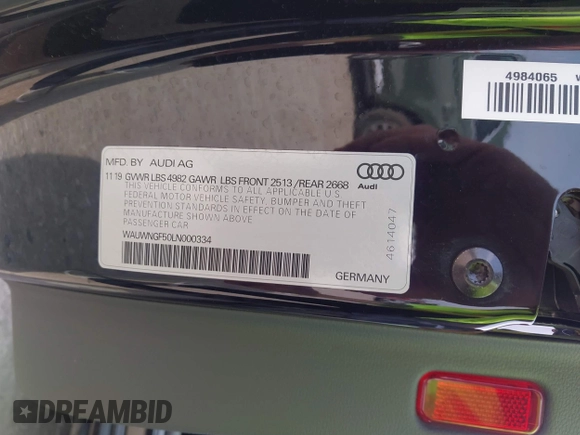 4984065
MFD. BY AUDI AG
11 19 GVWR LBS 4982 GAWR LBS FRONT 2513 /REAR 2668
THIS VEHICLE CONFORMS TO ALL APPLICABLE U.S
FEDERAL MOTOR VEHICLE SAFETY, BUMPER AND THEFT
PREVENTION STANDARDS IN EFFECT ON THE DATE OF
MANUFACTURE SHOWN ABOVE
PASSENGER CAR
WAUWNGF50LN000334
Audi
4614047
GERMANY
DREAMBID